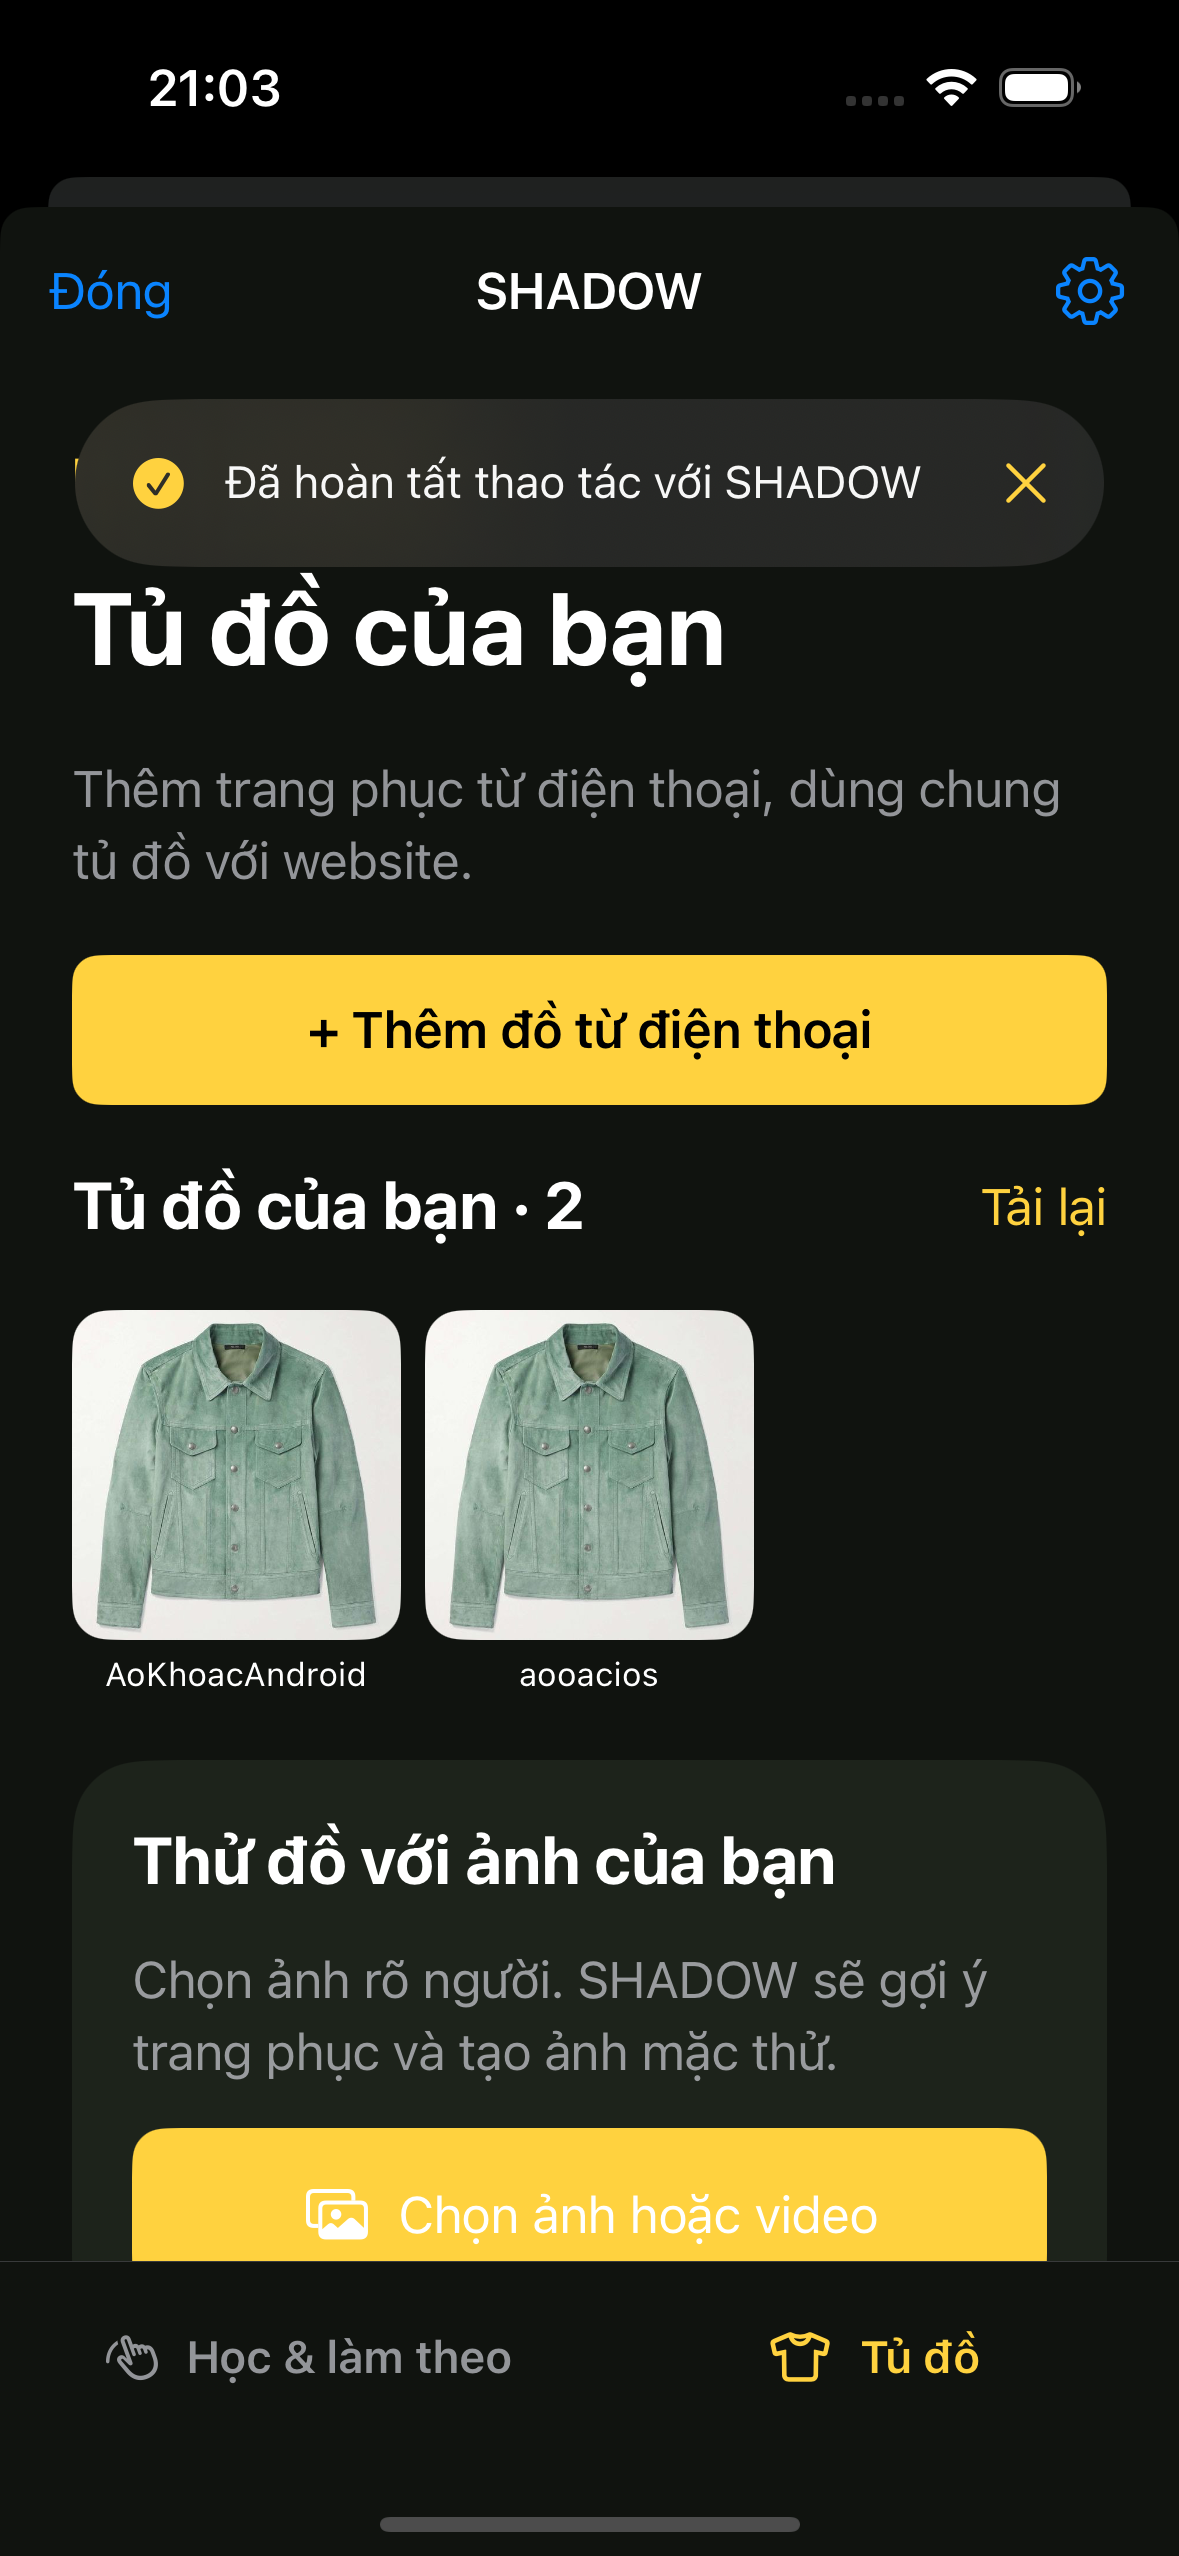 21:03
Đóng
SHADOW
Đã hoàn tất thao tác với SHADOW
Tủ đồ của bạn
Thêm trang phục từ điện thoại, dùng chung
tủ đồ với website.
+ Thêm đồ từ điện thoại
Tủ đồ của bạn · 2
Tải lại
AoKhoacAndroid
aooacios
Thử đồ với ảnh của bạn
Chọn ảnh rõ người. SHADOW sẽ gợi ý
trang phục và tạo ảnh mặc thử.
Chọn ảnh hoặc video
Học & làm theo
Tủ đồ